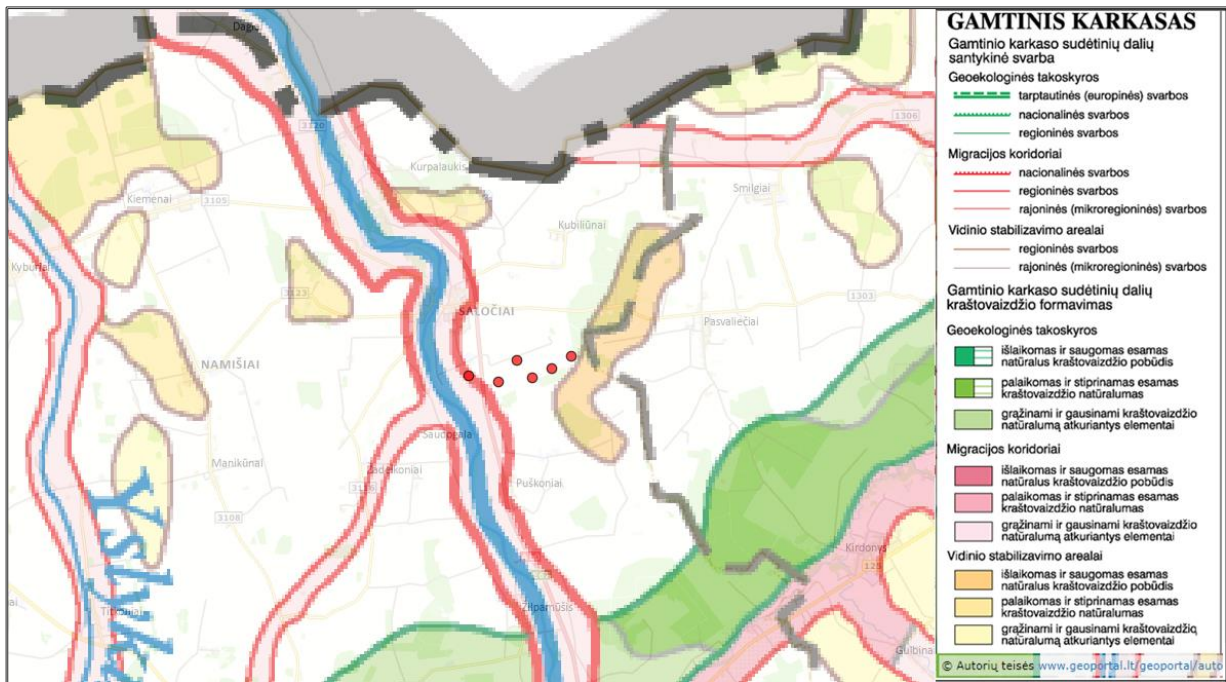 Kurpalaukis
3120
1306
Kiemėnai
3105
Smilgiai
Kubiliūnai
3123
1303
SALOČIAI
Pasvaliečiai
NAMIŠIAI
Manikūnai
3116
Puškoniai
3108
Kirdonys
125
Žilpamūšis
GAMTINIS KARKASAS
Gamtinio karkaso sudėtinių dalių
santykinė svarba
Geoekologinės takoskyros
tarptautinės (europinės) svarbos
nacionalinės svarbos
regioninės svarbos
Migracijos koridoriai
nacionalinės svarbos
regioninės svarbos
rajoninės (mikroregioninės) svarbos
Vidinio stabilizavimo arealai
regioninės svarbos
rajoninės (mikroregioninės) svarbos
Gamtinio karkaso sudėtinių dalių
kraštovaizdžio formavimas
Geoekologinės takoskyros
išlaikomas ir saugomas esamas
natūralus kraštovaizdžio pobūdis
palaikomas ir stiprinamas esamas
kraštovaizdžio natūralumas
grąžinami ir gausinami kraštovaizdžio
natūralumą atkuriantys elementai
Migracijos koridoriai
išlaikomas ir saugomas esamas
natūralus kraštovaizdžio pobūdis
palaikomas ir stiprinamas esamas
kraštovaizdžio natūralumas
grąžinami ir gausinami kraštovaizdžio
natūralumą atkuriantys elementai
Vidinio stabilizavimo arealai
išlaikomas ir saugomas esamas
natūralus kraštovaizdžio pobūdis
palaikomas ir stiprinamas esamas
kraštovaizdžio natūralumas
grąžinami ir gausinami kraštovaizdžio
natūralumą atkuriantys elementai
© Autorių teisės www.geoportal.lt/geoportal/auto